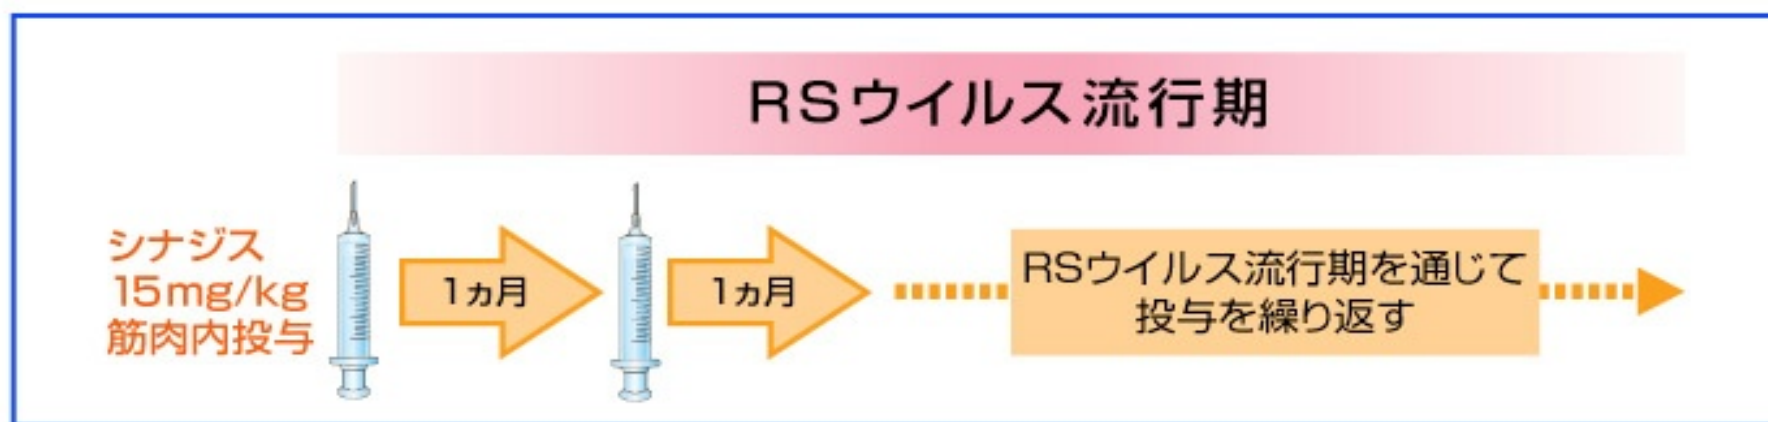 RSウイルス流行期
シナジス
15mg/kg
筋肉内投与
1ヵ月
1ヵ月
RSウイルス流行期を通じて
投与を繰り返す